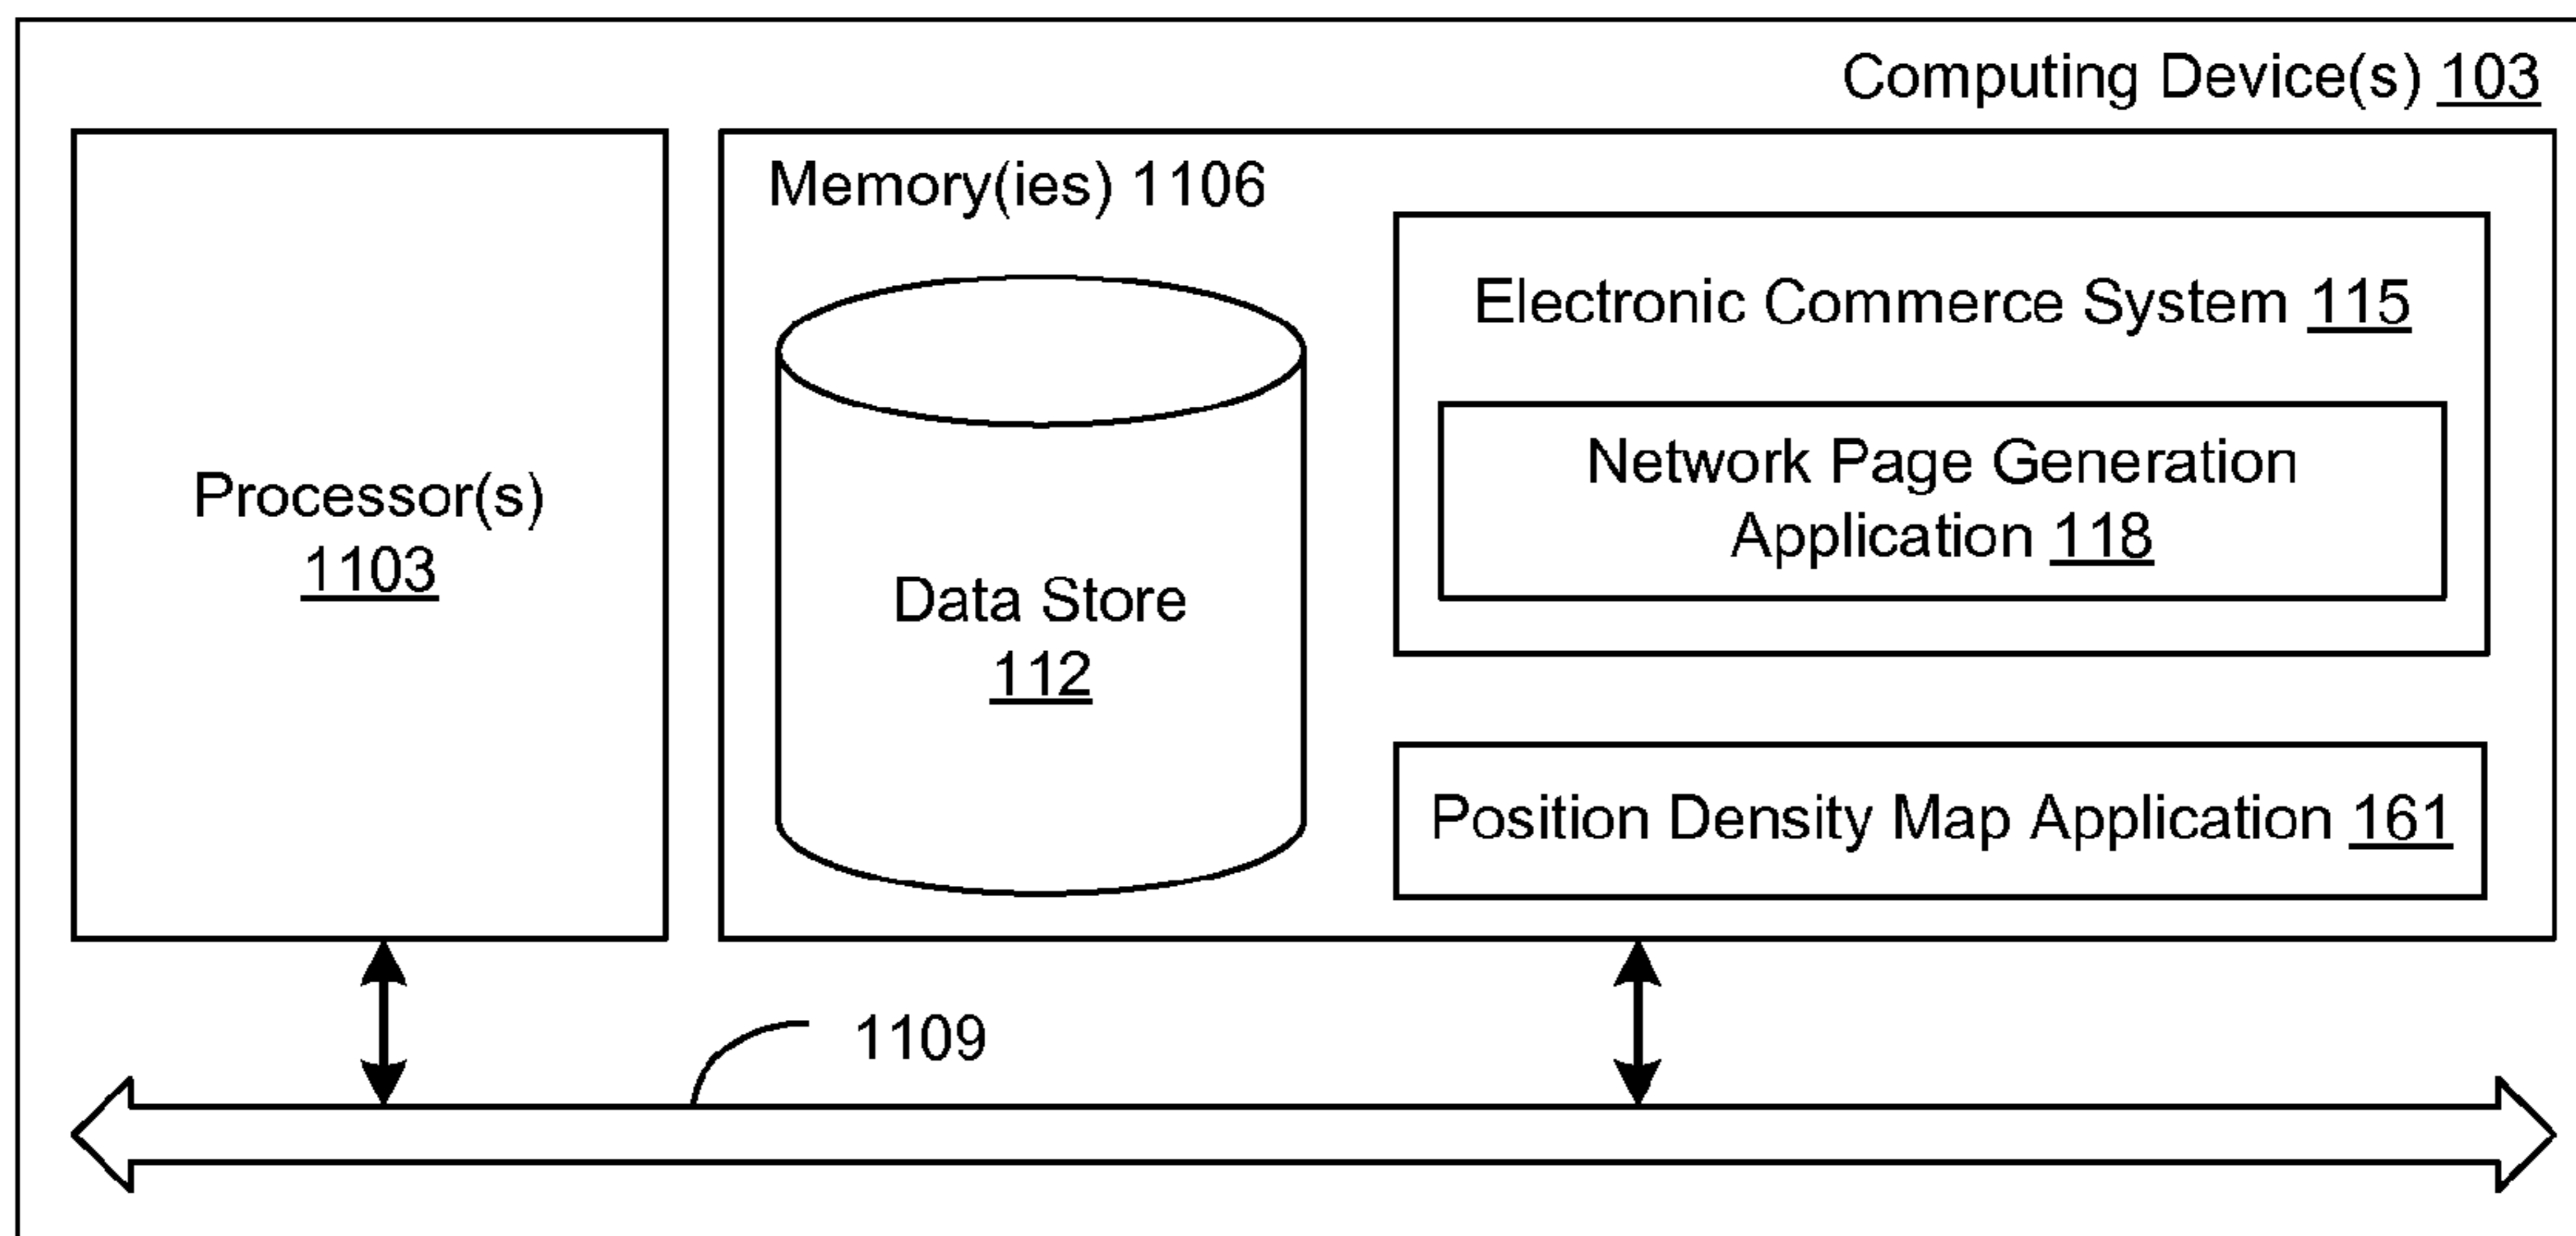 Computing Device(s) 103
Memory(ies) 1106
Processor(s)
1103
Data Store
112
Electronic Commerce System 115
Network Page Generation
Application 118
Position Density Map Application 161
1109